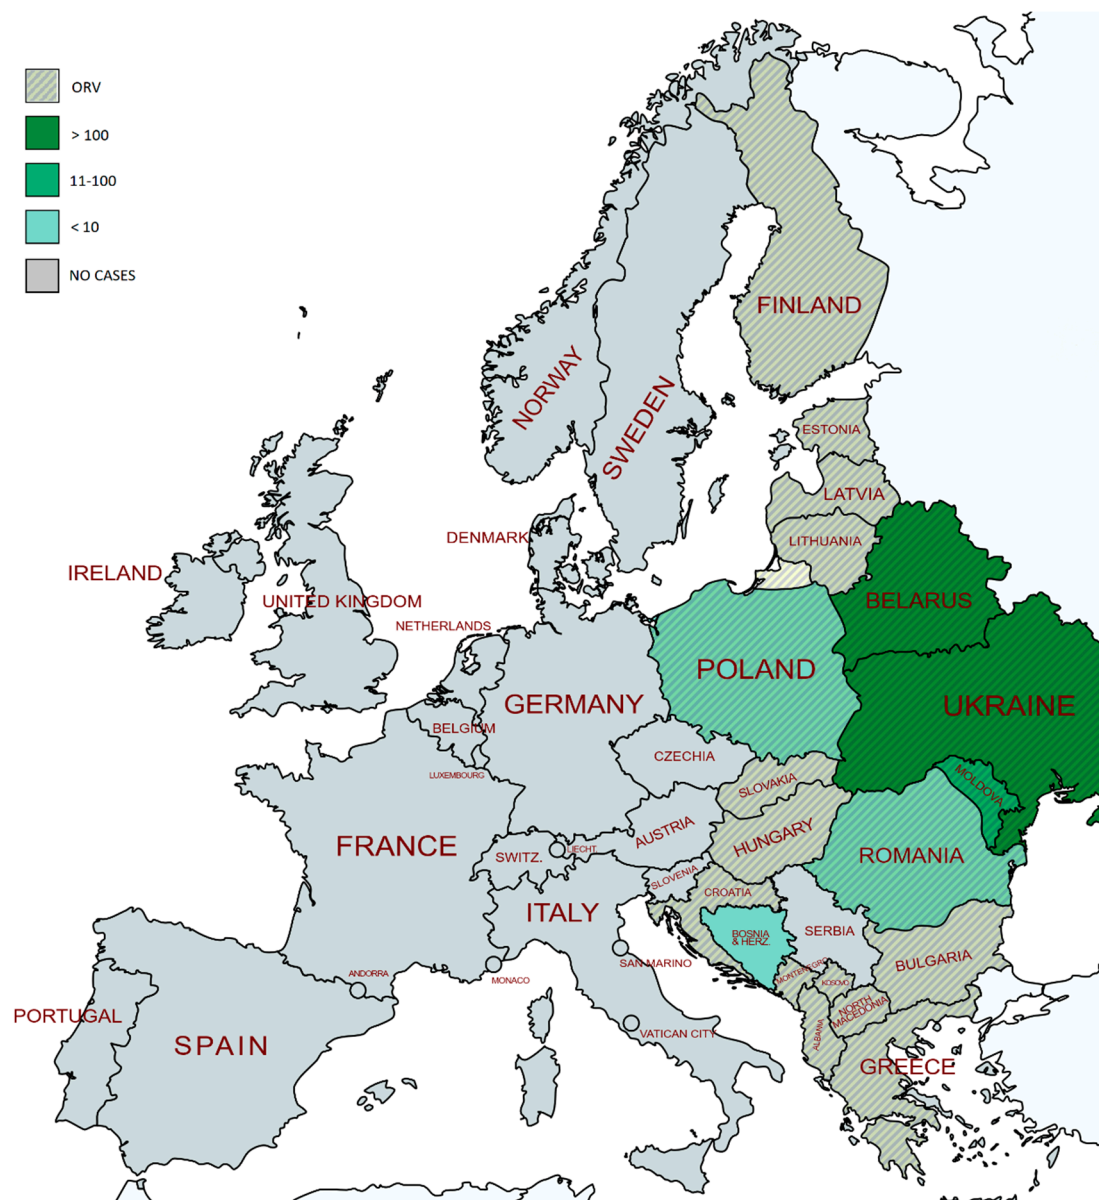 ORV
> 100
11-100
< 10
NO CASES
FINLAND
NORWAY
SWEDEN
ESTONIA
LATVIA
LITHUANIA
DENMARK
IRELAND
UNITED KINGDOM
NETHERLANDS
BELARUS
POLAND
GERMANY
UKRAINE
BELGIUM
CZECHIA
LUXEMBOURG
SLOVAKIA
MOLDOVA
FRANCE
AUSTRIA
HUNGARY
SWITZ.
LIECHT.
ROMANIA
SLOVENIA
CROATIA
ITALY
BOSNIA
& HERZ.
SERBIA
SAN MARINO
BULGARIA
MONTENEGRO
KOSOVO
ANDORRA
MONACO
NORTH
MACEDONIA
PORTUGAL
VATICAN CITY
ALBANIA
SPAIN
GREECE